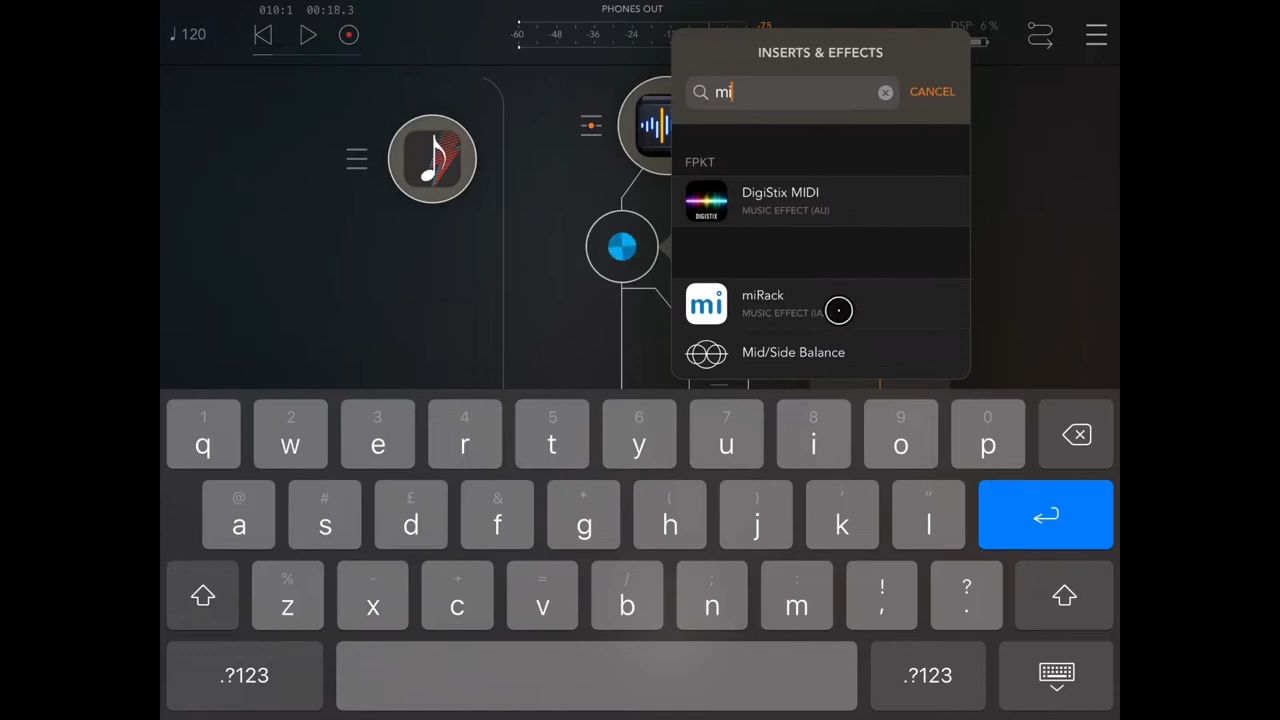 010:1 00:18.3
PHONES OUT
♩ 120
-60 -48 -36 -24
-75
DSP: 6 %
INSERTS & EFFECTS
mi
CANCEL
FPKT
DigiStix MIDI
MUSIC EFFECT (AU)
DIGISTIX
mi
miRack
MUSIC EFFECT (IA
Mid/Side Balance
1 2 3 4 5 6 7 8 9 0
q w e r t y u i o p
@ # £ & * ( ) ' "
a s d f g h j k l
% - + = / ; : ! ?
z x c v b n m , .
.?123 .?123